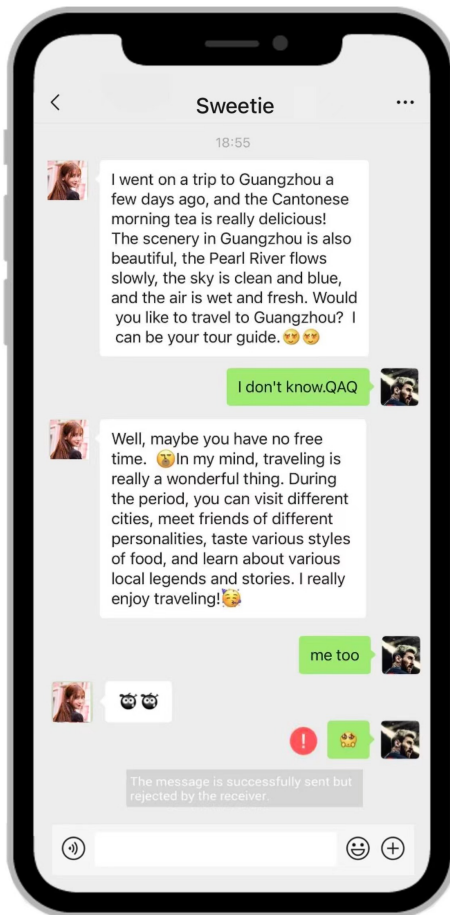 Sweetie
18:55
I went on a trip to Guangzhou a
few days ago, and the Cantonese
morning tea is really delicious!
The scenery in Guangzhou is also
beautiful, the Pearl River flows
slowly, the sky is clean and blue,
and the air is wet and fresh. Would
you like to travel to Guangzhou? I
can be your tour guide.
I don't know.QAQ
Well, maybe you have no free
time. In my mind, traveling is
really a wonderful thing. During
the period, you can visit different
cities, meet friends of different
personalities, taste various styles
of food, and learn about various
local legends and stories. I really
enjoy traveling!
me too
The message is successfully sent but
rejected by the receiver.